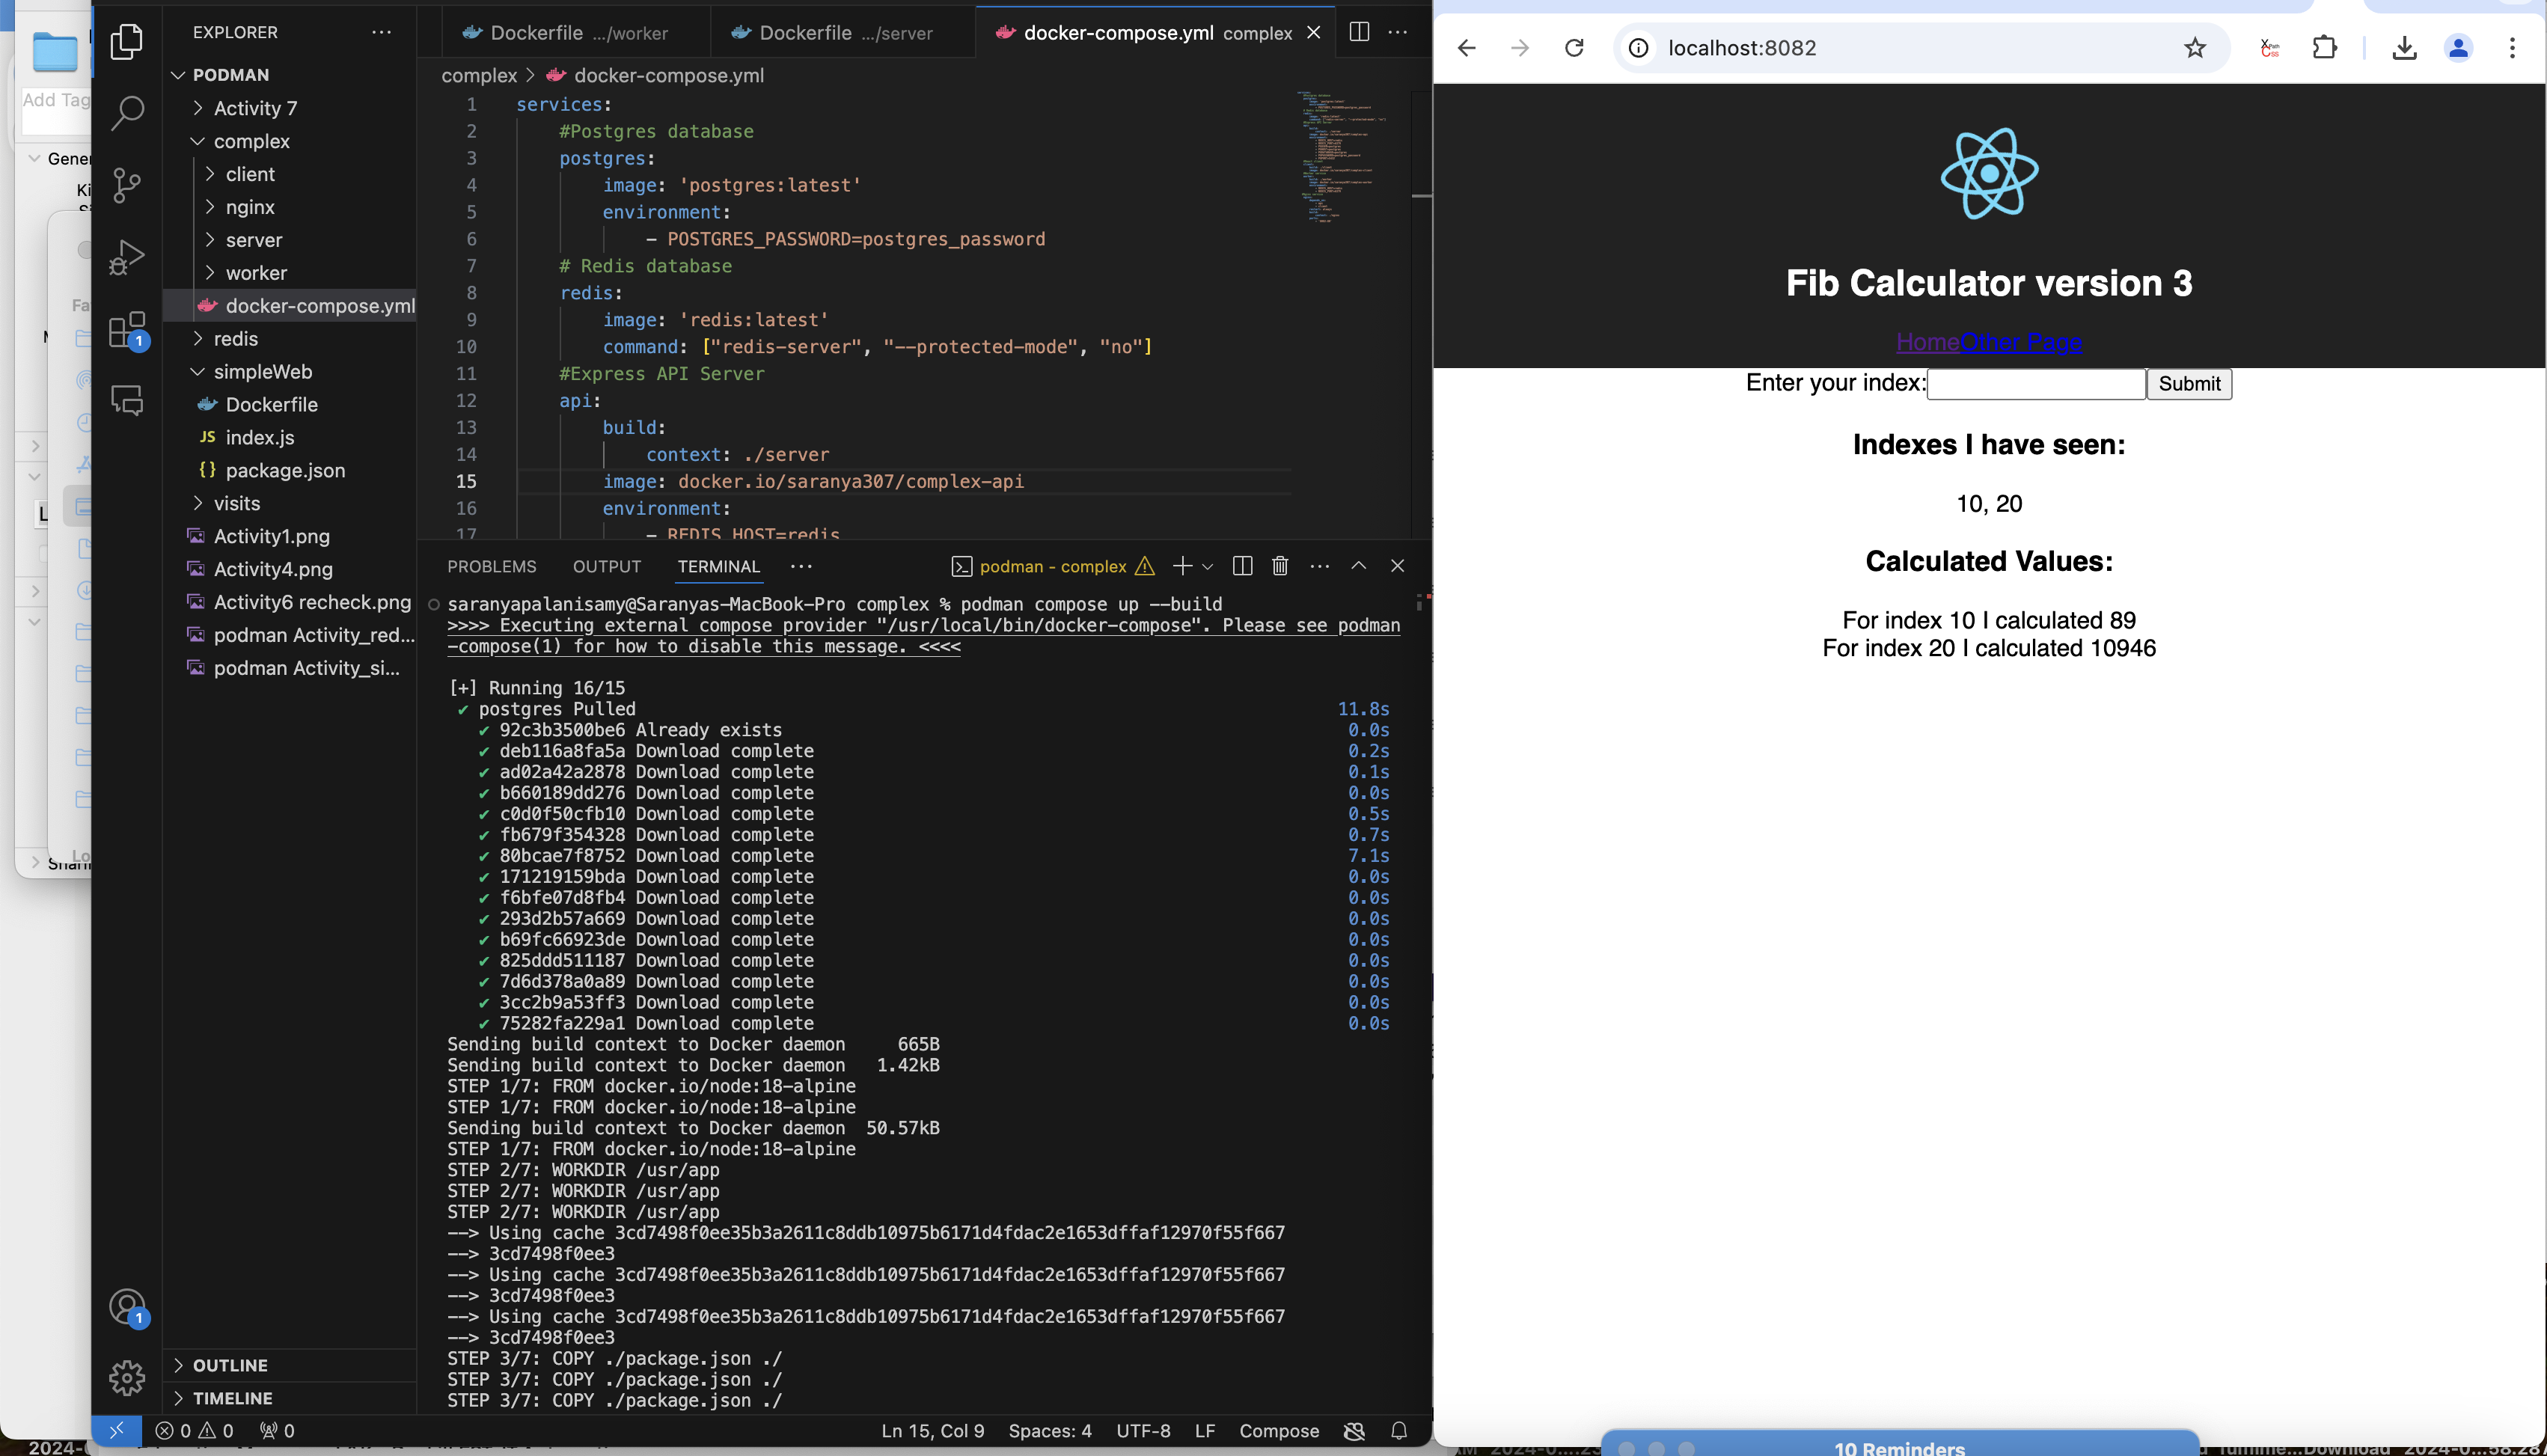 Add Tag
Gener
Ki
Fa
Lo
2024-
EXPLORER
PODMAN
Activity 7
complex
client
nginx
server
worker
docker-compose.yml
redis
simpleWeb
Dockerfile
JS index.js
{} package.json
visits
Activity1.png
Activity4.png
Activity6 recheck.png
podman Activity_red...
podman Activity_si...
OUTLINE
TIMELINE
1
1
Dockerfile .../worker
Dockerfile .../server
docker-compose.yml complex
complex > docker-compose.yml
1 services:
2 #Postgres database
3 postgres:
4 image: 'postgres:latest'
5 environment:
6 - POSTGRES_PASSWORD=postgres_password
7 # Redis database
8 redis:
9 image: 'redis:latest'
10 command: ["redis-server", "--protected-mode", "no"]
11 #Express API Server
12 api:
13 build:
14 context: ./server
15 image: docker.io/saranya307/complex-api
16 environment:
17 - REDIS_HOST=redis
PROBLEMS OUTPUT TERMINAL ... podman - complex
saranyapalanisamy@Saranyas-MacBook-Pro complex % podman compose up --build
>>>> Executing external compose provider "/usr/local/bin/docker-compose". Please see podman
-compose(1) for how to disable this message. <<<<
[+] Running 16/15
✔ postgres Pulled 11.8s
✔ 92c3b3500be6 Already exists 0.0s
✔ deb116a8fa5a Download complete 0.2s
✔ ad02a42a2878 Download complete 0.1s
✔ b660189dd276 Download complete 0.0s
✔ c0d0f50cfb10 Download complete 0.5s
✔ fb679f354328 Download complete 0.7s
✔ 80bcae7f8752 Download complete 7.1s
✔ 171219159bda Download complete 0.0s
✔ f6bfe07d8fb4 Download complete 0.0s
✔ 293d2b57a669 Download complete 0.0s
✔ b69fc66923de Download complete 0.0s
✔ 825ddd511187 Download complete 0.0s
✔ 7d6d378a0a89 Download complete 0.0s
✔ 3cc2b9a53ff3 Download complete 0.0s
✔ 75282fa229a1 Download complete 0.0s
Sending build context to Docker daemon 665B
Sending build context to Docker daemon 1.42kB
STEP 1/7: FROM docker.io/node:18-alpine
STEP 1/7: FROM docker.io/node:18-alpine
Sending build context to Docker daemon 50.57kB
STEP 1/7: FROM docker.io/node:18-alpine
STEP 2/7: WORKDIR /usr/app
STEP 2/7: WORKDIR /usr/app
STEP 2/7: WORKDIR /usr/app
--> Using cache 3cd7498f0ee35b3a2611c8ddb10975b6171d4fdac2e1653dffaf12970f55f667
--> 3cd7498f0ee3
--> Using cache 3cd7498f0ee35b3a2611c8ddb10975b6171d4fdac2e1653dffaf12970f55f667
--> 3cd7498f0ee3
--> Using cache 3cd7498f0ee35b3a2611c8ddb10975b6171d4fdac2e1653dffaf12970f55f667
--> 3cd7498f0ee3
STEP 3/7: COPY ./package.json ./
STEP 3/7: COPY ./package.json ./
STEP 3/7: COPY ./package.json ./
0 0 0 Ln 15, Col 9 Spaces: 4 UTF-8 LF Compose
localhost:8082
Fib Calculator version 3
HomeOther Page
Enter your index: Submit
Indexes I have seen:
10, 20
Calculated Values:
For index 10 I calculated 89
For index 20 I calculated 10946
10 Reminders